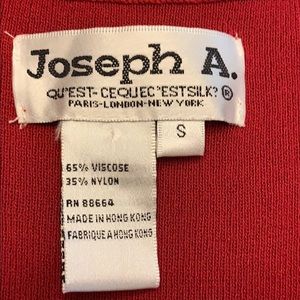 Joseph A.
QU'EST-CEQUEC'ESTSILK? ®
PARIS-LONDON-NEW YORK
S
65% VISCOSE
35% NYLON
RN 88664
MADE IN HONG KONG
FABRIQUE A HONG KONG